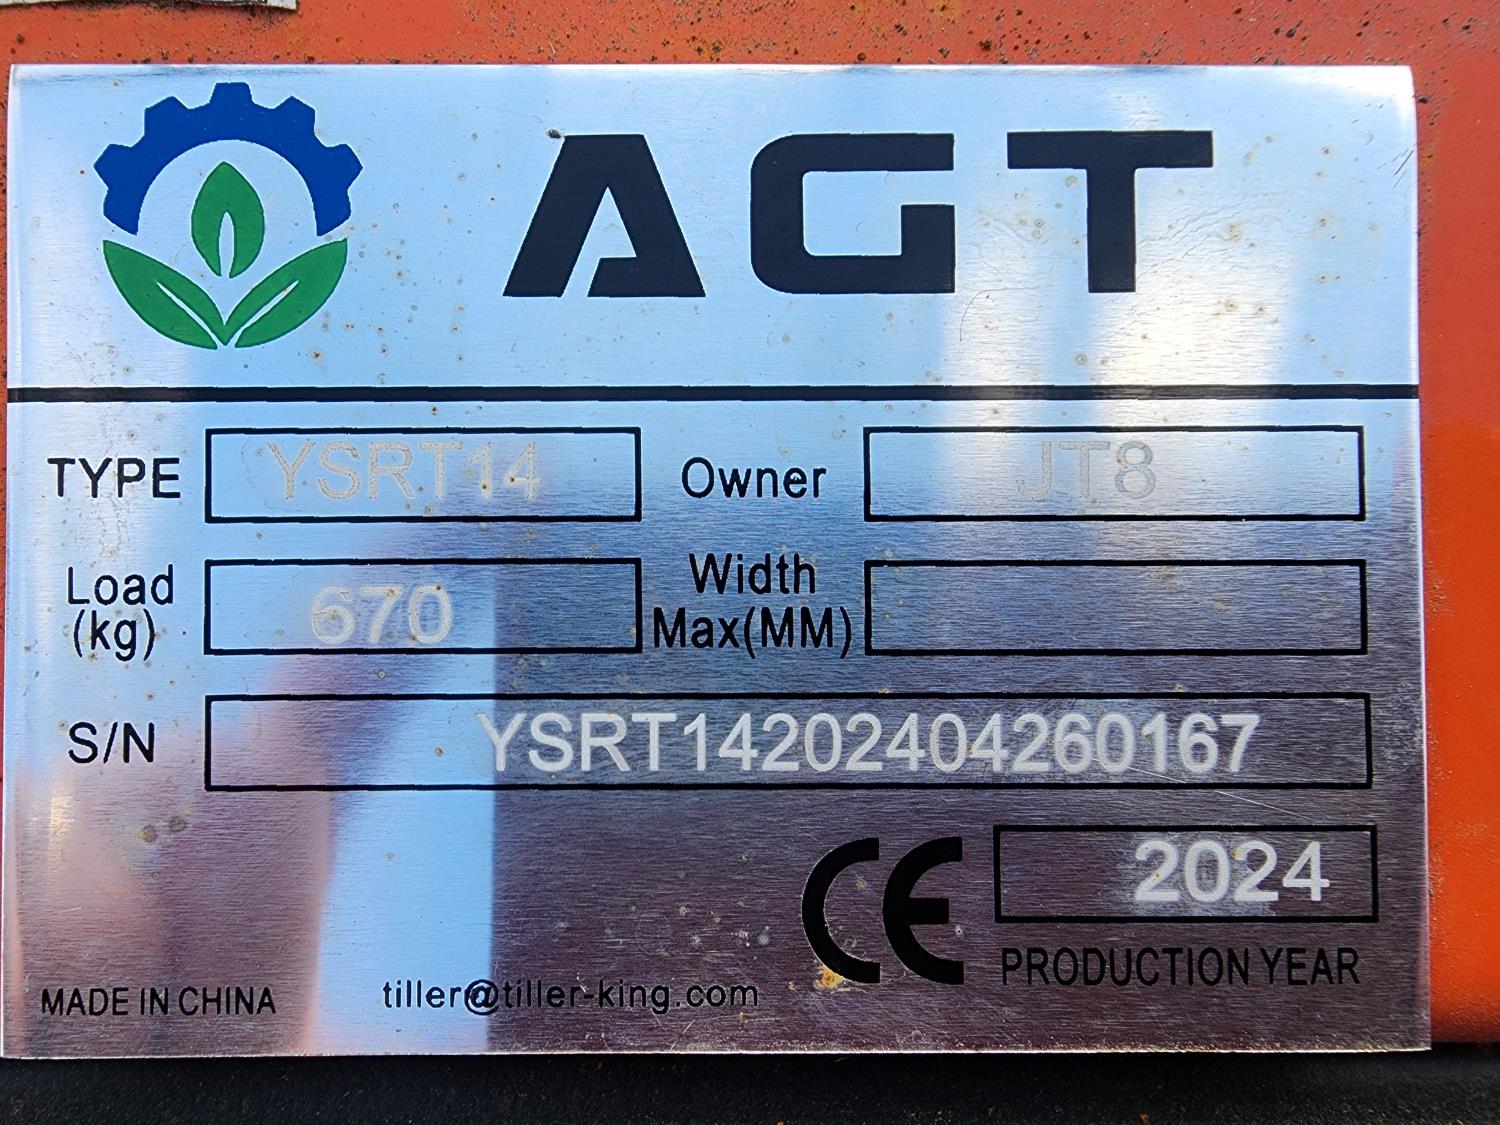 AGT
TYPE YSRT14 Owner JT8
Load (kg) 670 Width Max(MM)
S/N YSRT14202404260167
CE 2024
PRODUCTION YEAR
MADE IN CHINA tiller@tiller-king.com